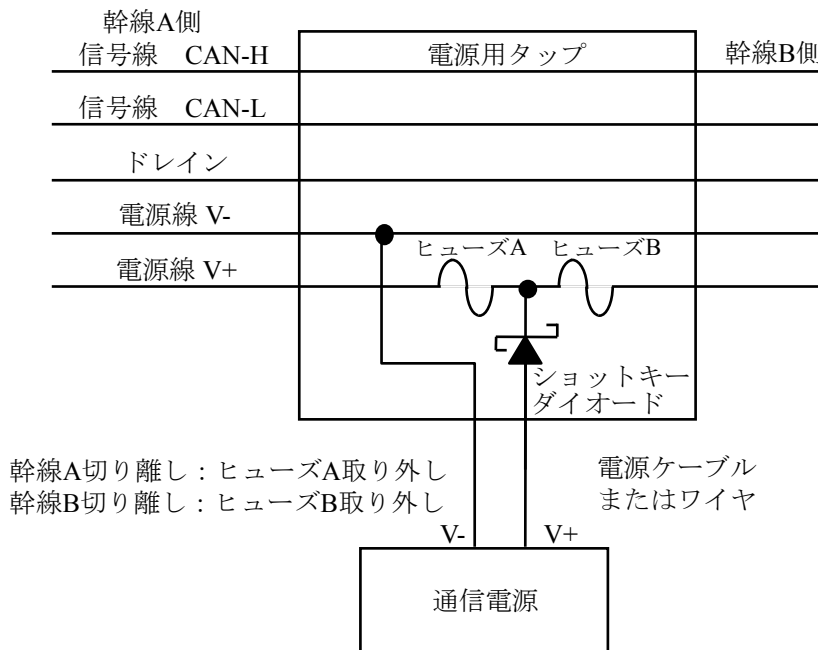 幹線A側
信号線 CAN-H
電源用タップ
幹線B側
信号線 CAN-L
ドレイン
電源線 V-
ヒューズA
ヒューズB
電源線 V+
ショットキー
ダイオード
幹線A切り離し：ヒューズA取り外し
幹線B切り離し：ヒューズB取り外し
電源ケーブル
またはワイヤ
V-
V+
通信電源